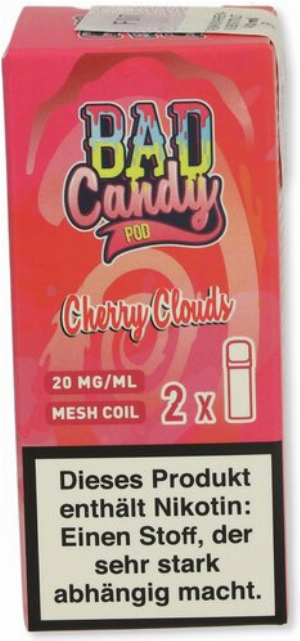 BAD
Candy
POD
Cherry Clouds
20 MG/ML
MESH COIL
2 x
Dieses Produkt
enthält Nikotin:
Einen Stoff, der
sehr stark
abhängig macht.